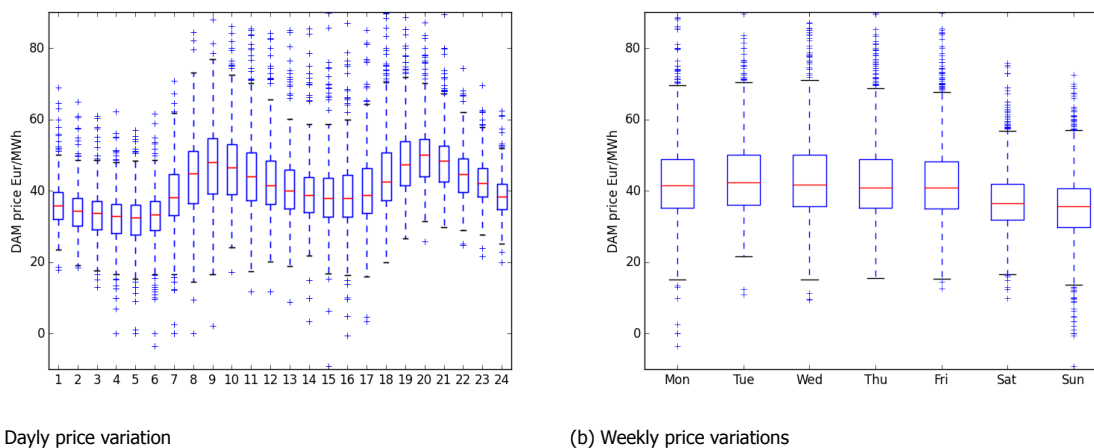 80
60
40
20
0
DAM price Eur/MWh
1 2 3 4 5 6 7 8 9 10 11 12 13 14 15 16 17 18 19 20 21 22 23 24
Dayly price variation
80
60
40
20
0
DAM price Eur/MWh
Mon Tue Wed Thu Fri Sat Sun
(b) Weekly price variations